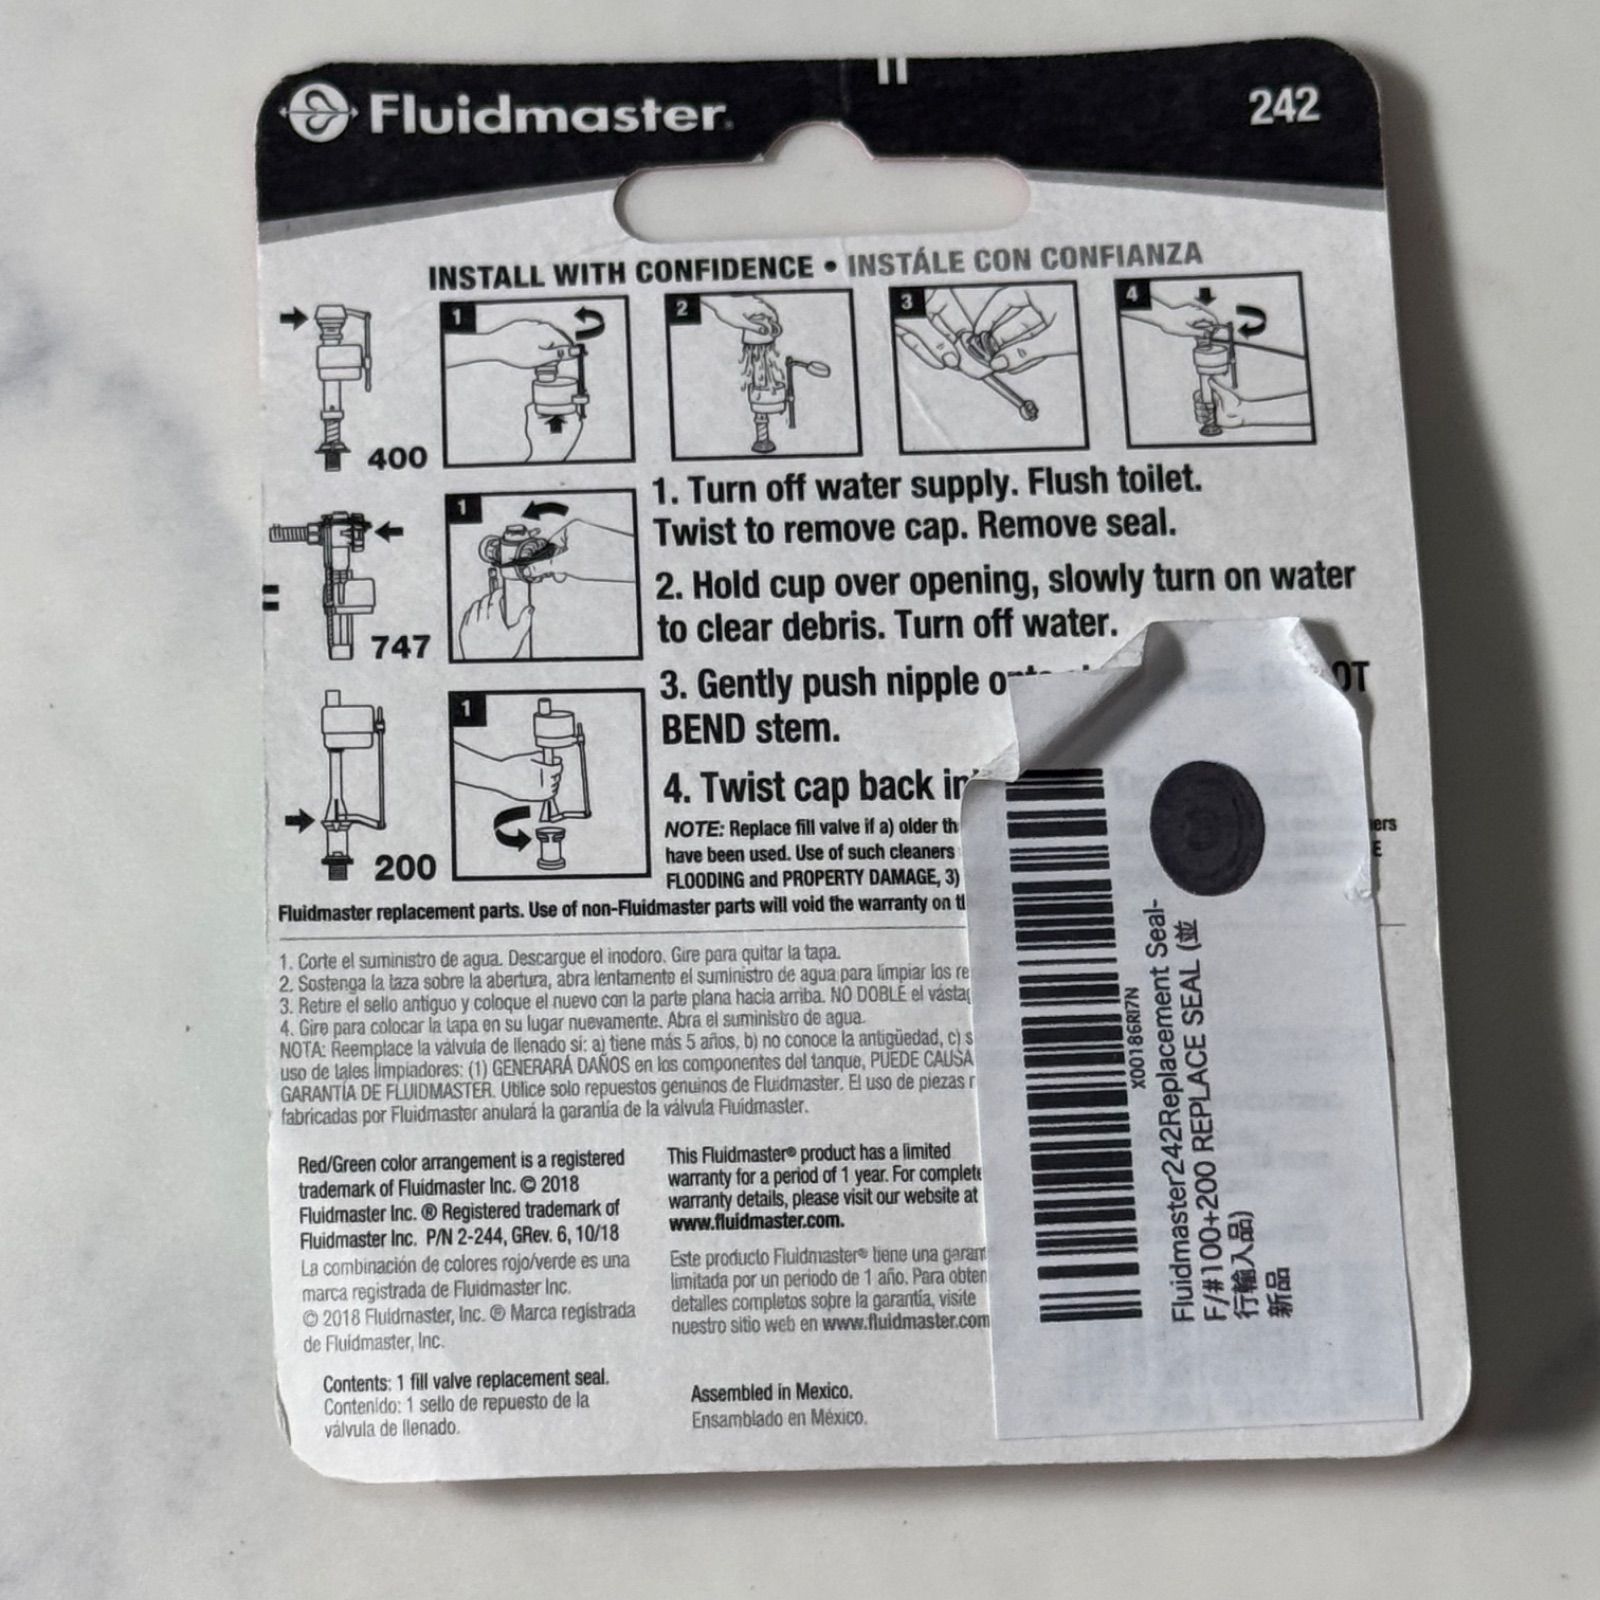 Fluidmaster.
242
INSTALL WITH CONFIDENCE • INSTÁLE CON CONFIANZA
400
1
2
3
4
747
1
200
1
1. Turn off water supply. Flush toilet.
Twist to remove cap. Remove seal.
2. Hold cup over opening, slowly turn on water
to clear debris. Turn off water.
3. Gently push nipple
BEND stem.
4. Twist cap back
NOTE: Replace fill valve if a) older
have been used. Use of such cleaners
FLOODING and PROPERTY DAMAGE, 3)
Fluidmaster replacement parts. Use of non-Fluidmaster parts will void the warranty on
1. Corte el suministro de agua. Descargue el inodoro. Gire para quitar la tapa.
2. Sostenga la taza sobre la abertura, abra lentamente el suministro de agua para limpiar los
3. Retire el sello antiguo y coloque el nuevo con la parte plana hacia arriba. NO DOBLE el
4. Gire para colocar la tapa en su lugar nuevamente. Abra el suministro de agua.
NOTA: Reemplace la válvula de llenado si: a) tiene más 5 años, b) no conoce la antigüedad, c)
uso de tales limpiadores: (1) GENERARÁ DAÑOS en los componentes del tanque, PUEDE
GARANTÍA DE FLUIDMASTER. Utilice solo repuestos genuinos de Fluidmaster. El uso de piezas
fabricadas por Fluidmaster anulará la garantía de la válvula Fluidmaster.
Red/Green color arrangement is a registered
trademark of Fluidmaster Inc. © 2018
Fluidmaster Inc. ® Registered trademark of
Fluidmaster Inc. P/N 2-244, GRev. 6, 10/18
La combinación de colores rojo/verde es una
marca registrada de Fluidmaster Inc.
© 2018 Fluidmaster, Inc. ® Marca registrada
de Fluidmaster, Inc.
Contents: 1 fill valve replacement seal.
Contenido: 1 sello de repuesto de la
válvula de llenado.
This Fluidmaster® product has a limited
warranty for a period of 1 year. For complete
warranty details, please visit our website at
www.fluidmaster.com.
Este producto Fluidmaster® tiene una
limitada por un periodo de 1 año. Para
detalles completos sobre la garantía, visite
nuestro sitio web en www.fluidmaster.com
Assembled in Mexico.
Ensamblado en México.
X00186RI7N
Fluidmaster242Replacement Seal-
F/#100+200 REPLACE SEAL (並
行輸入品)
新品